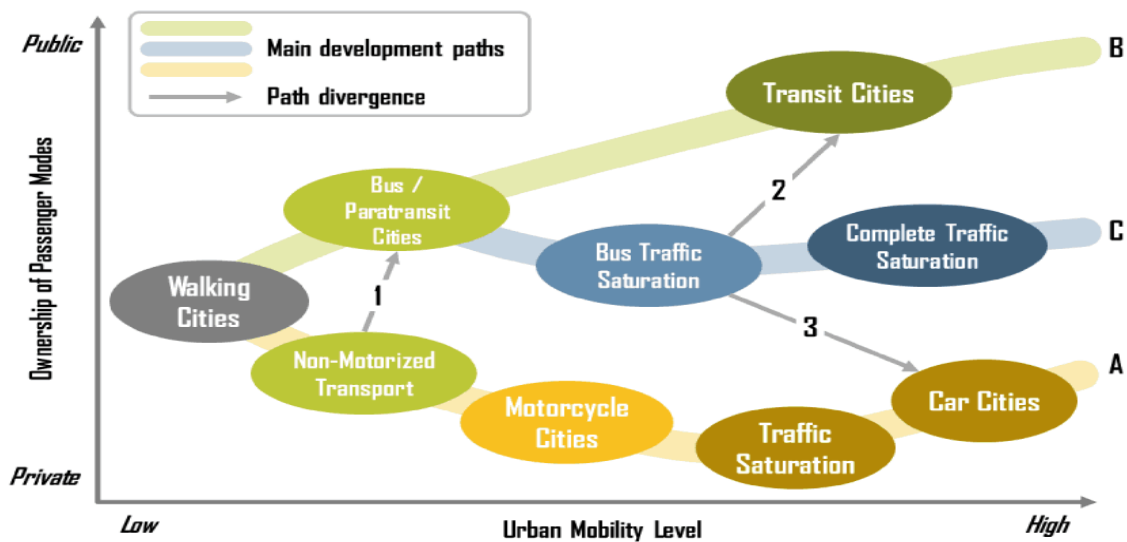 Public
Main development paths
Path divergence
B
Transit Cities
Bus /
Paratransit
Cities
2
C
Complete Traffic
Saturation
Bus Traffic
Saturation
Walking
Cities
1
3
Non-Motorized
Transport
A
Car Cities
Motorcycle
Cities
Traffic
Saturation
Ownership of Passenger Modes
Private
Low
Urban Mobility Level
High